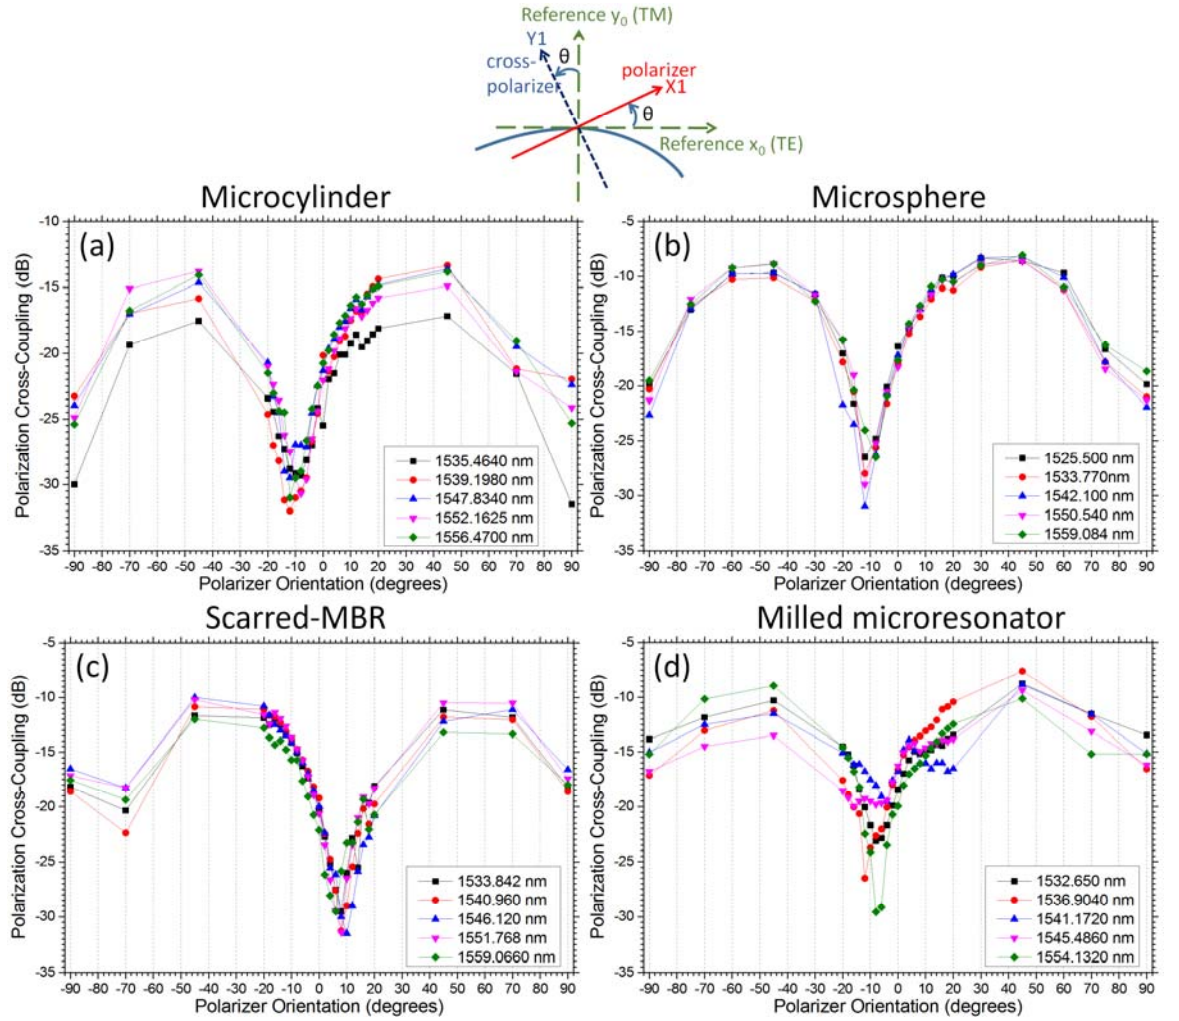 Reference y0 (TM)
Y1
θ
cross-
polarizer
polarizer
X1
θ
Reference x0 (TE)
Microcylinder
Microsphere
(a)
-10
-15
-20
-25
-30
-35
Polarization Cross-Coupling (dB)
1535.4640 nm
1539.1980 nm
1547.8340 nm
1552.1625 nm
1556.4700 nm
-90 -80 -70 -60 -50 -40 -30 -20 -10 0 10 20 30 40 50 60 70 80 90
Polarizer Orientation (degrees)
(b)
-5
-10
-15
-20
-25
-30
-35
Polarization Cross-Coupling (dB)
1525.500 nm
1533.770nm
1542.100 nm
1550.540 nm
1559.084 nm
-90 -80 -70 -60 -50 -40 -30 -20 -10 0 10 20 30 40 50 60 70 80 90
Polarizer Orientation (degrees)
Scarred-MBR
Milled microresonator
(c)
-5
-10
-15
-20
-25
-30
-35
Polarization Cross-Coupling (dB)
1533.842 nm
1540.960 nm
1546.120 nm
1551.768 nm
1559.0660 nm
-90 -80 -70 -60 -50 -40 -30 -20 -10 0 10 20 30 40 50 60 70 80 90
Polarizer Orientation (degrees)
(d)
-5
-10
-15
-20
-25
-30
-35
Polarization Cross-Coupling (dB)
1532.650 nm
1536.9040 nm
1541.1720 nm
1545.4860 nm
1554.1320 nm
-90 -80 -70 -60 -50 -40 -30 -20 -10 0 10 20 30 40 50 60 70 80 90
Polarizer Orientation (degrees)